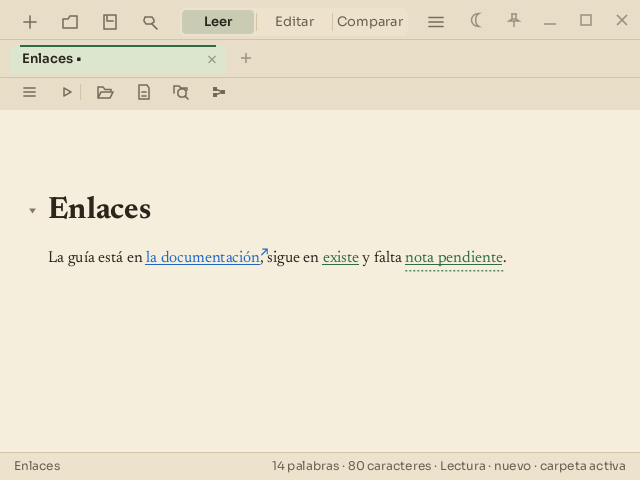 Leer Editar Comparar
Enlaces •
Enlaces
La guía está en la documentación, sigue en existe y falta nota pendiente.
Enlaces 14 palabras · 80 caracteres · Lectura · nuevo · carpeta activa